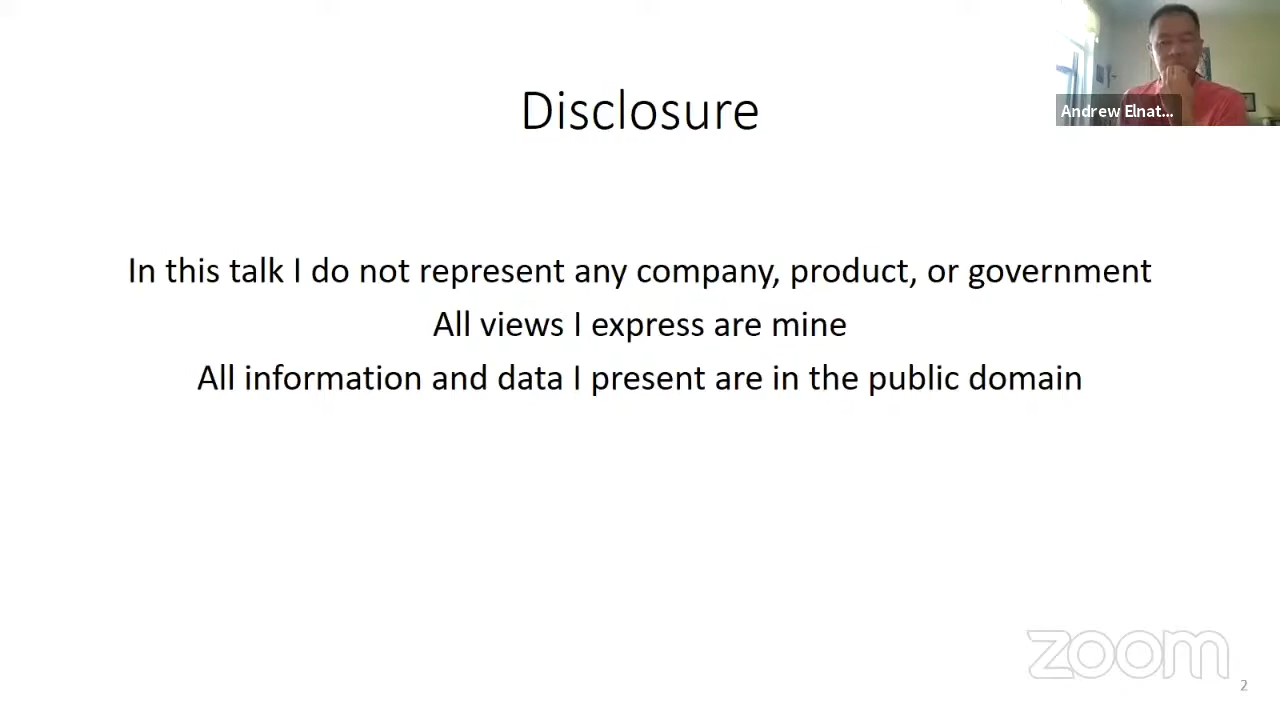 Andrew Elnat...
Disclosure
In this talk I do not represent any company, product, or government
All views I express are mine
All information and data I present are in the public domain
zoom
2